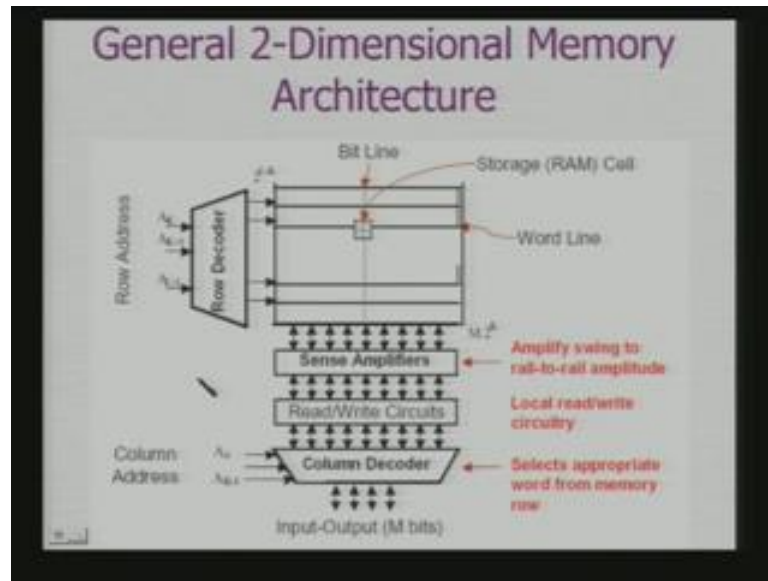 General 2-Dimensional Memory
Architecture
Bit Line
Storage (RAM) Cell
Word Line
Row Address
Row Decoder
Sense Amplifiers
Amplify swing to
rail-to-rail amplitude
Read/Write Circuits
Local read/write
circuitry
Column
Address
Column Decoder
Selects appropriate
word from memory
row
Input-Output (M bits)